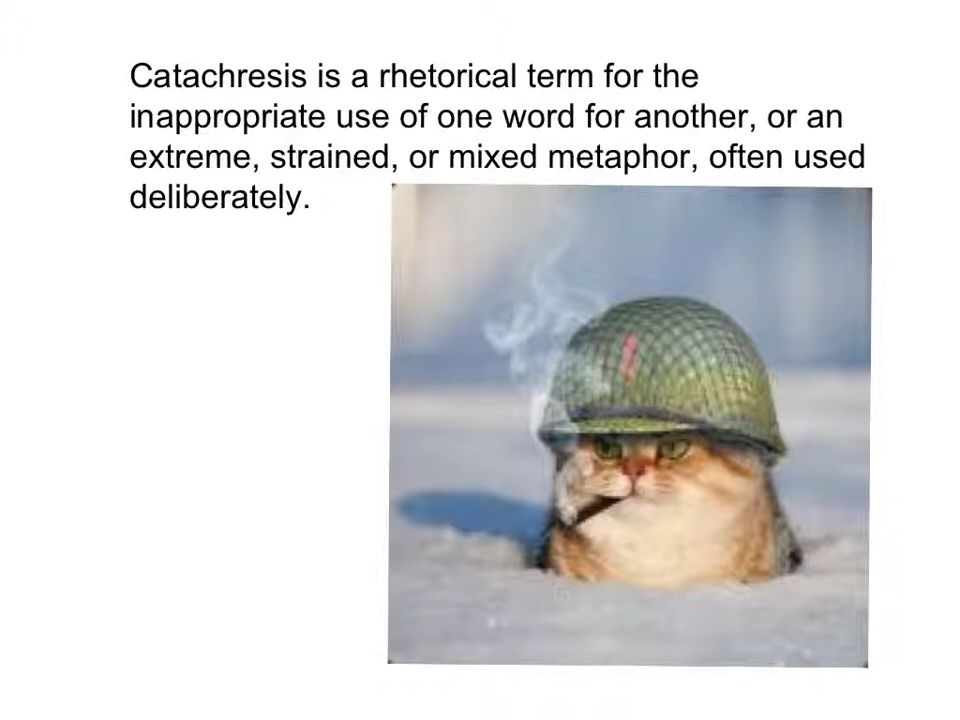 Catachresis is a rhetorical term for the
inappropriate use of one word for another, or an
extreme, strained, or mixed metaphor, often used
deliberately.